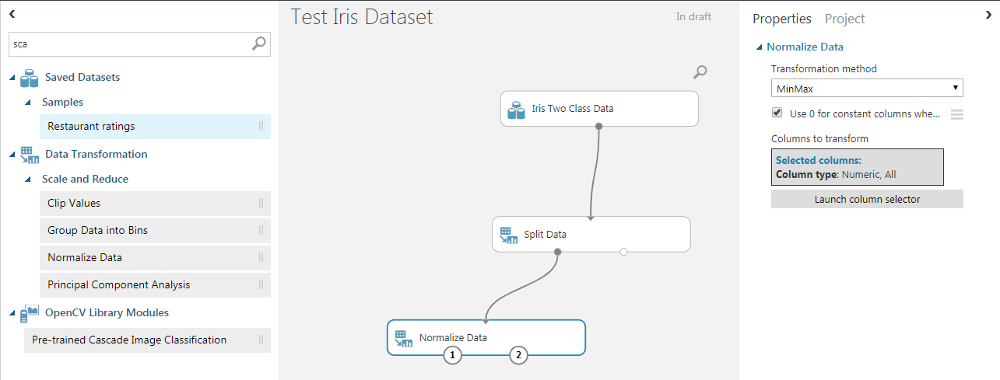 sca
Saved Datasets
Samples
Restaurant ratings
Data Transformation
Scale and Reduce
Clip Values
Group Data into Bins
Normalize Data
Principal Component Analysis
OpenCV Library Modules
Pre-trained Cascade Image Classification
Test Iris Dataset
In draft
Iris Two Class Data
Split Data
Normalize Data
1
2
Properties Project
Normalize Data
Transformation method
MinMax
Use 0 for constant columns whe...
Columns to transform
Selected columns:
Column type: Numeric, All
Launch column selector